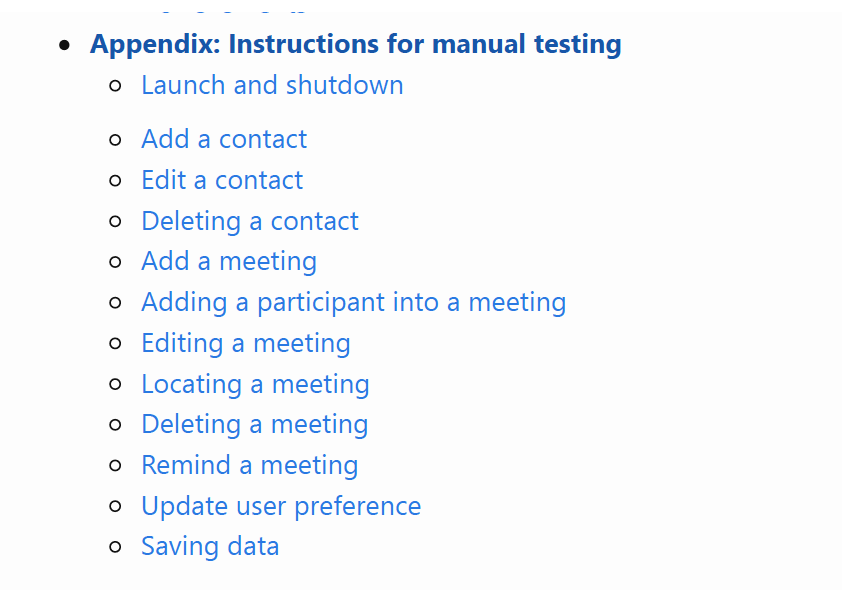 Appendix: Instructions for manual testing
Launch and shutdown
Add a contact
Edit a contact
Deleting a contact
Add a meeting
Adding a participant into a meeting
Editing a meeting
Locating a meeting
Deleting a meeting
Remind a meeting
Update user preference
Saving data